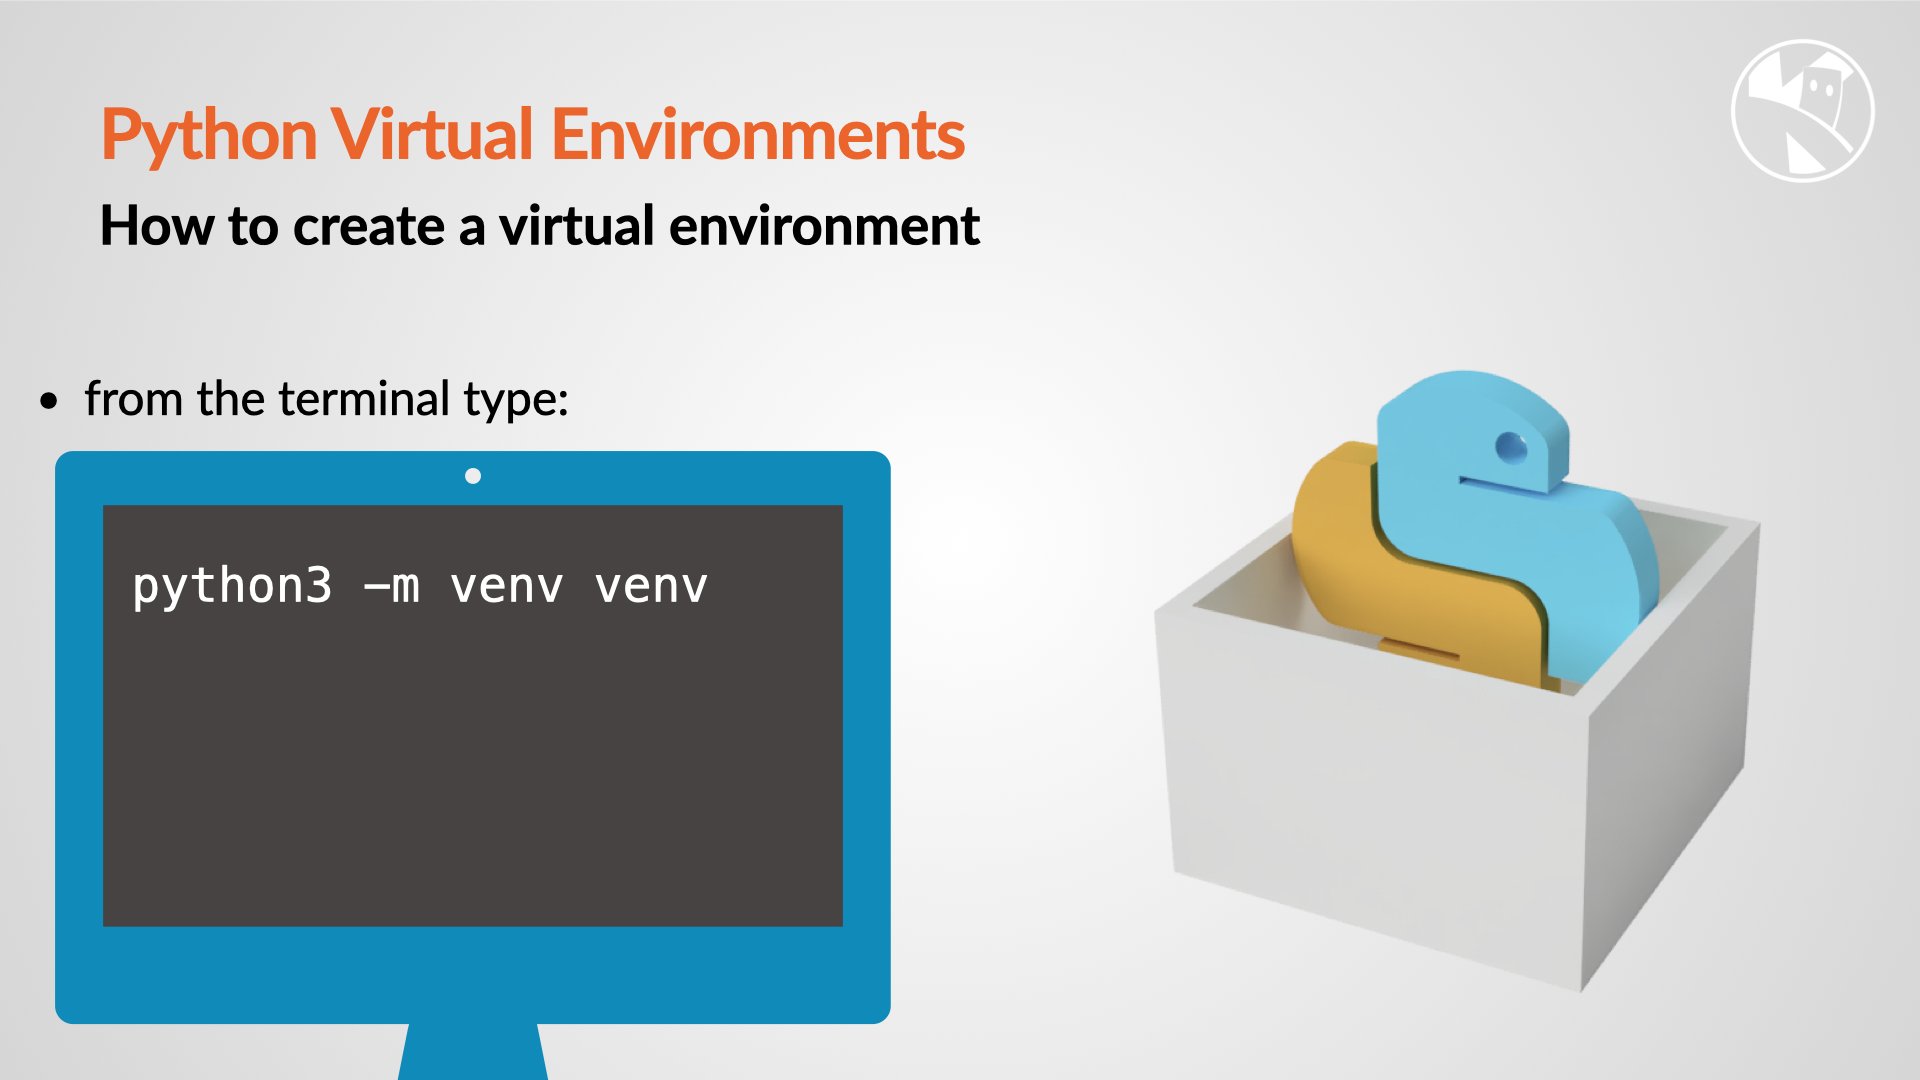 Python Virtual Environments
How to create a virtual environment
• from the terminal type:
python3 -m venv venv